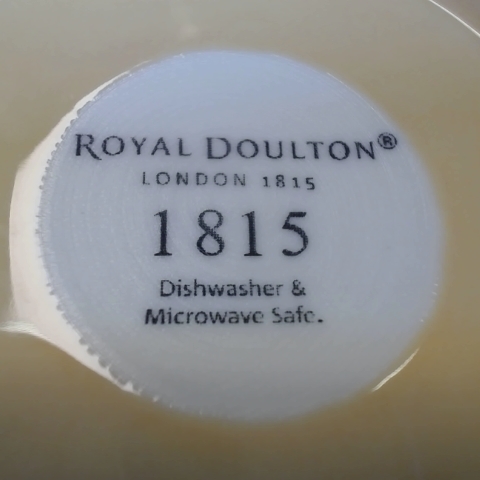 ROYAL DOULTON®
LONDON 1815
1815
Dishwasher &
Microwave Safe.